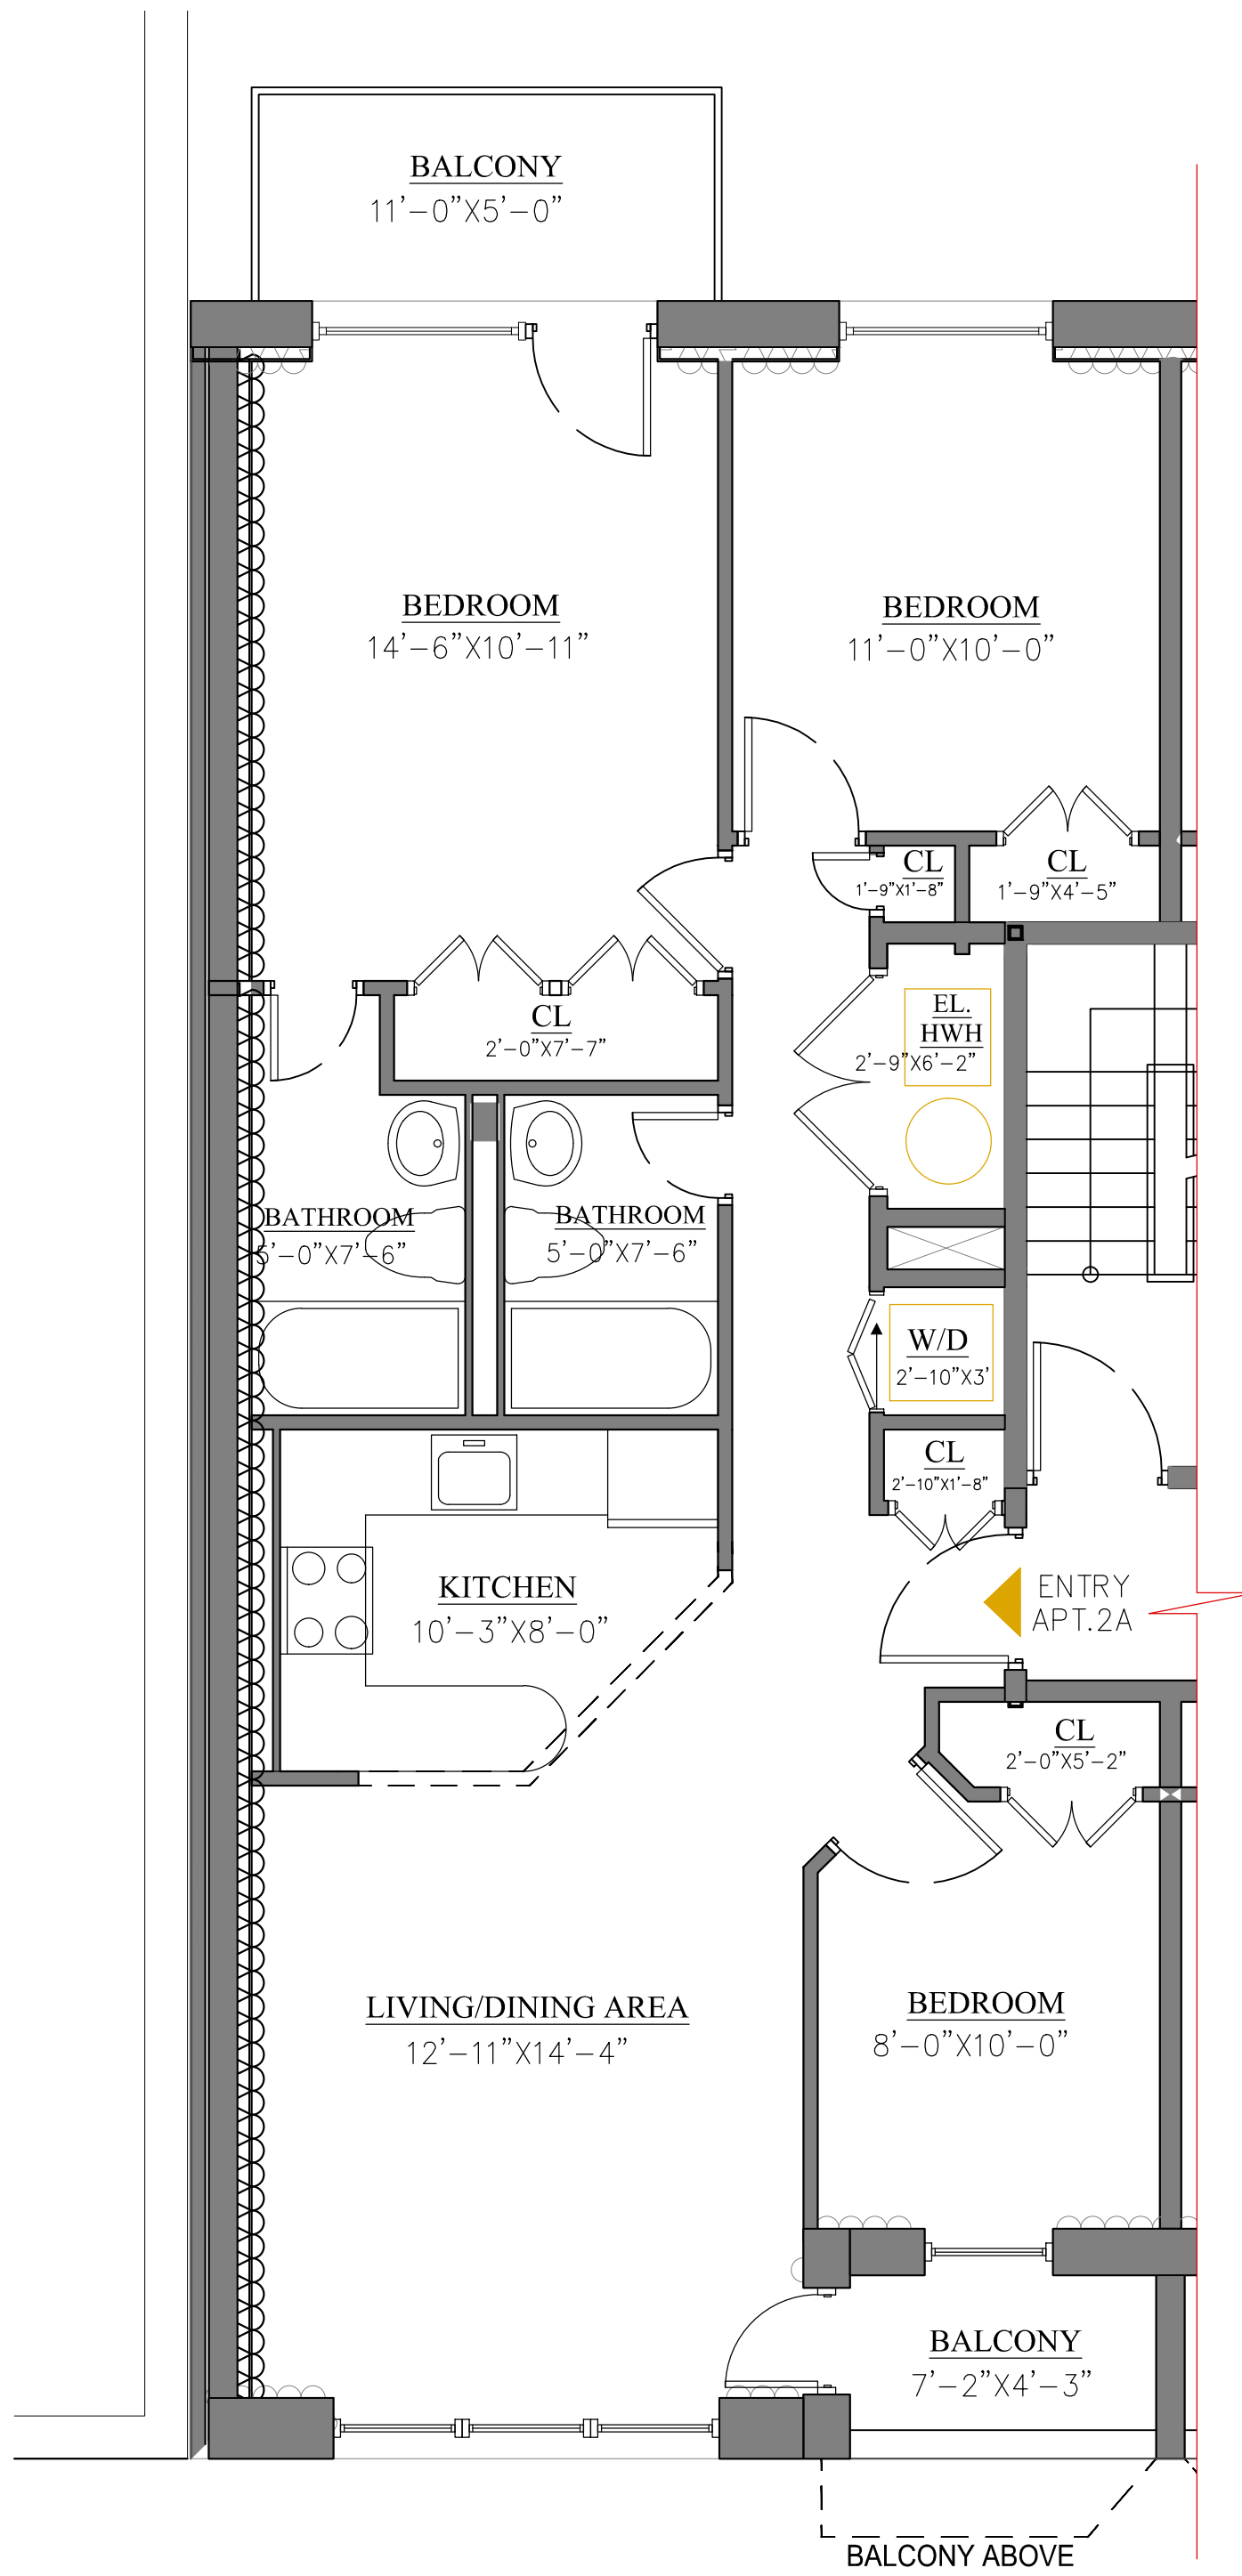 BALCONY
11'-0"X5'-0"
BEDROOM
14'-6"X10'-11"
BEDROOM
11'-0"X10'-0"
CL
1'-9"X1'-8"
CL
1'-9"X4'-5"
CL
2'-0"X7'-7"
EL.
HWH
2'-9"X6'-2"
BATHROOM
5'-0"X7'-6"
BATHROOM
5'-0"X7'-6"
W/D
2'-10"X3'
CL
2'-10"X1'-8"
KITCHEN
10'-3"X8'-0"
ENTRY
APT.2A
CL
2'-0"X5'-2"
LIVING/DINING AREA
12'-11"X14'-4"
BEDROOM
8'-0"X10'-0"
BALCONY
7'-2"X4'-3"
BALCONY ABOVE